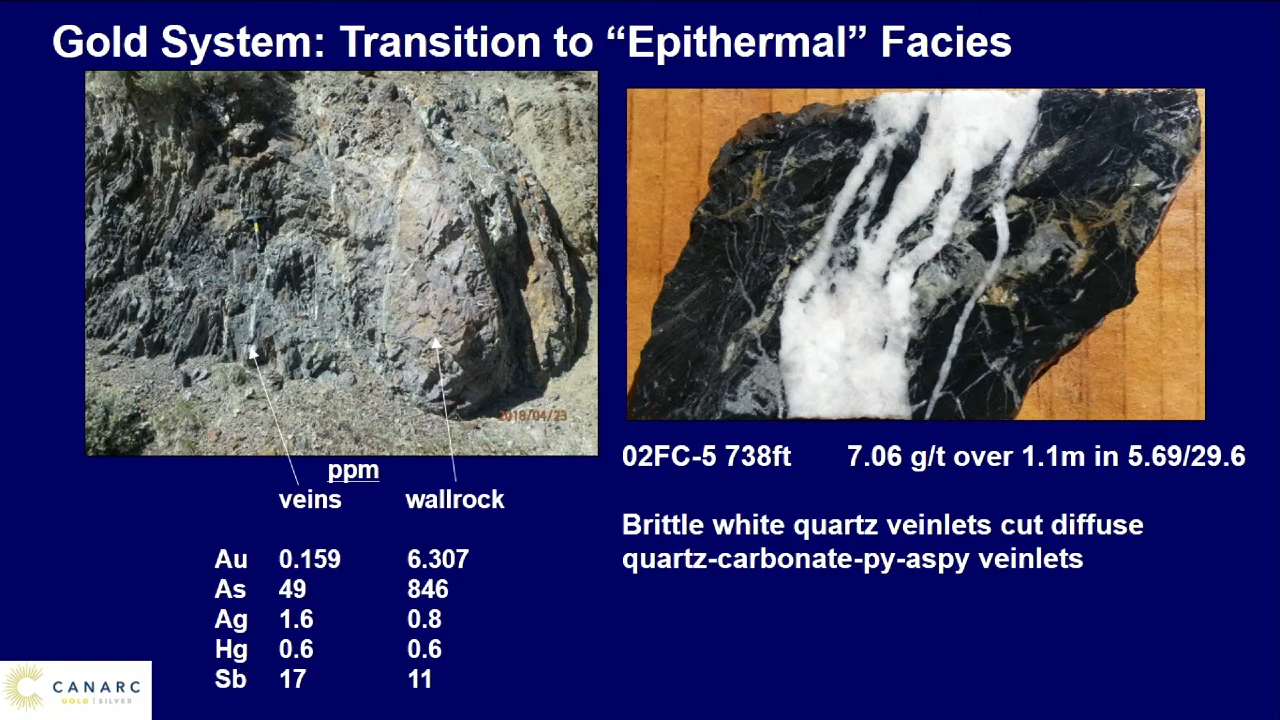 Gold System: Transition to “Epithermal” Facies
2018/04/23
ppm
veins wallrock
Au 0.159 6.307
As 49 846
Ag 1.6 0.8
Hg 0.6 0.6
Sb 17 11
02FC-5 738ft 7.06 g/t over 1.1m in 5.69/29.6
Brittle white quartz veinlets cut diffuse
quartz-carbonate-py-aspy veinlets
CANARC
GOLD | SILVER